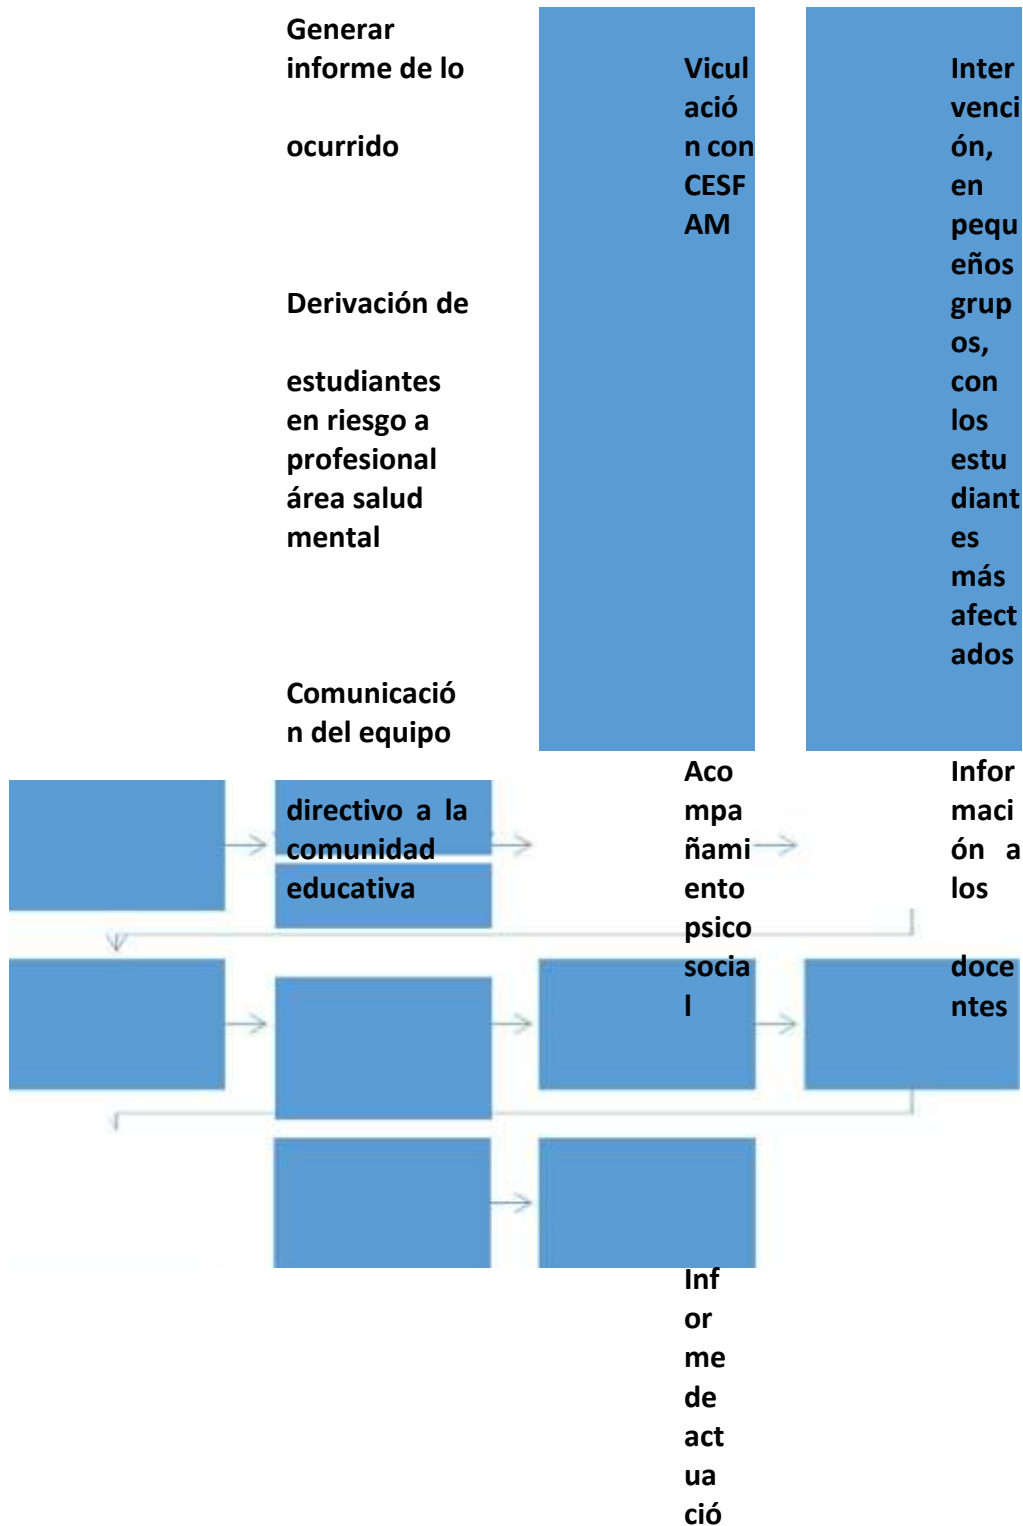 Generar
informe de lo
ocurrido
Derivación de
estudiantes
en riesgo a
profesional
área salud
mental
Comunicació
n del equipo
directivo a la
comunidad
educativa
Vicul
ació
n con
CESF
AM
Aco
mpa
ñami
ento
psico
socia
l
Inf
or
me
de
act
ua
ció
Inter
venci
ón,
en
pequ
eños
grup
os,
con
los
estu
diant
es
más
afect
ados
Infor
maci
ón a
los
doce
ntes